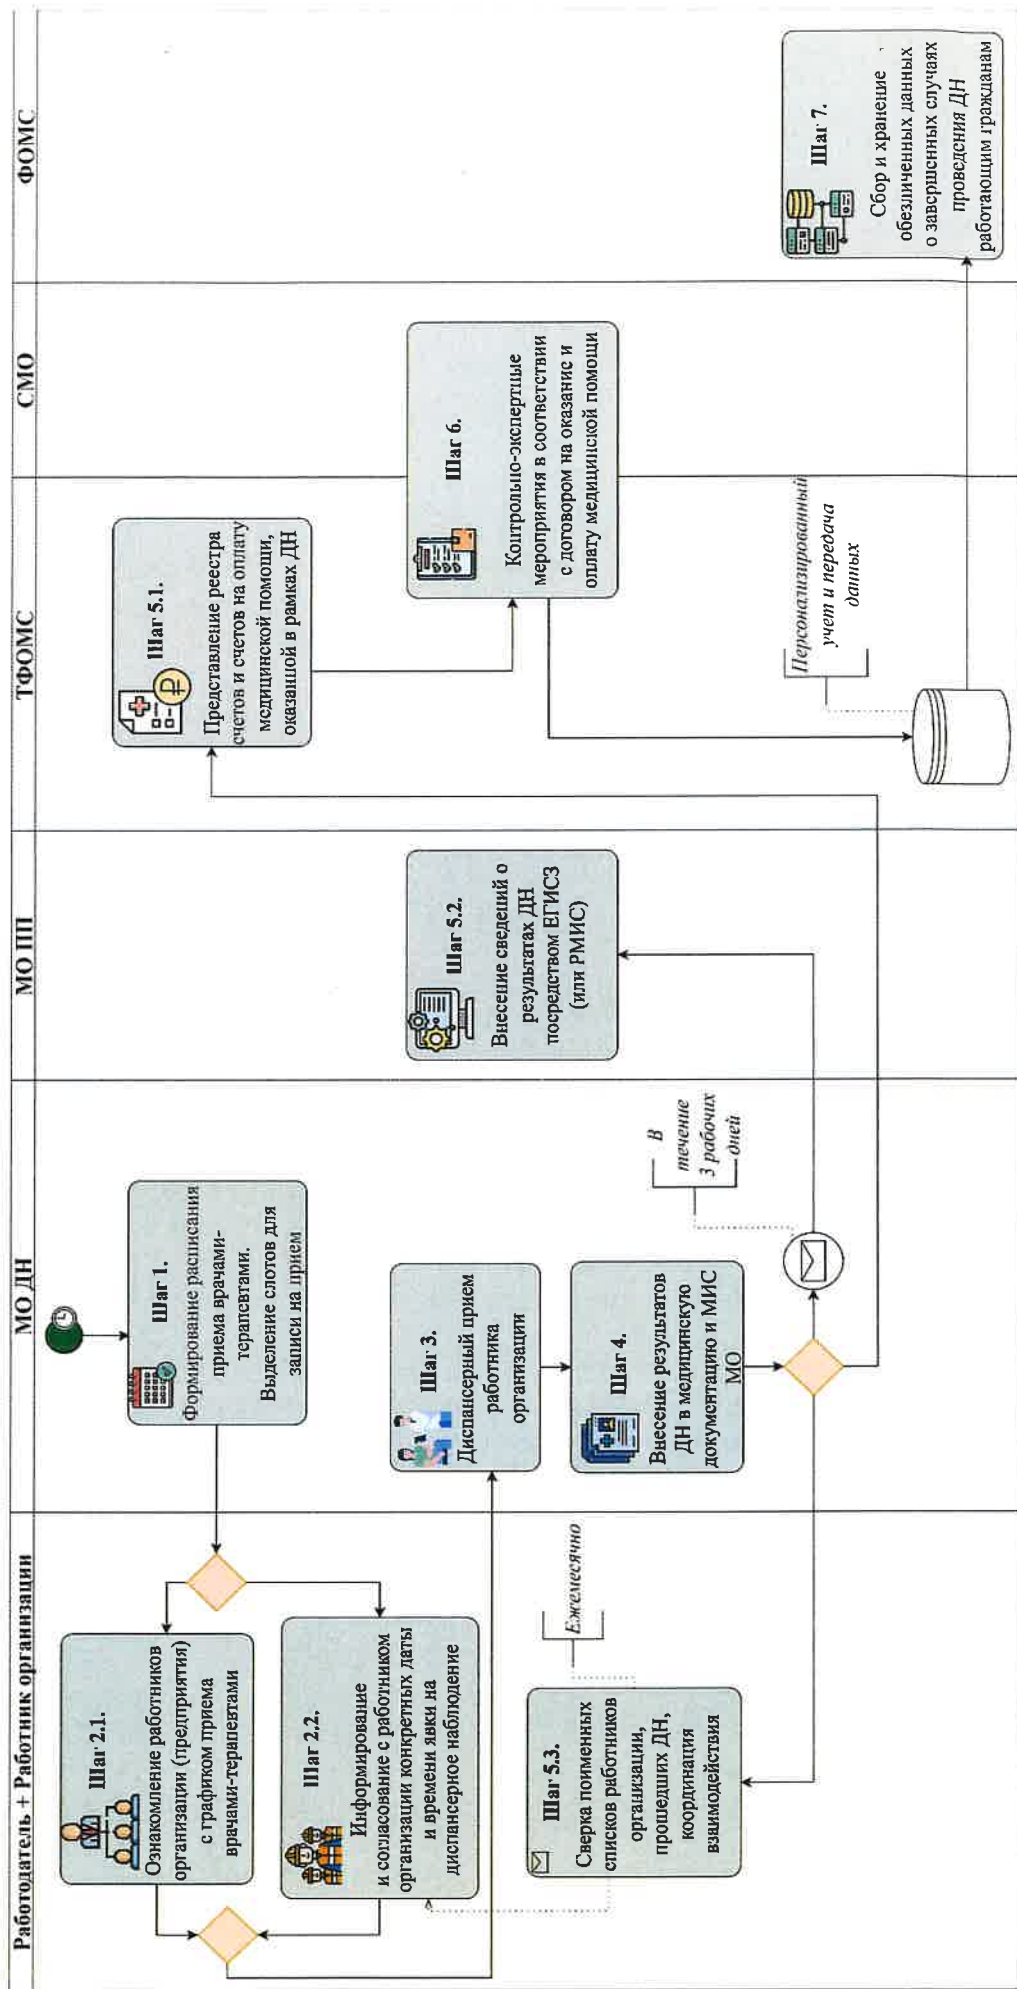 Работодатель + Работник организации
МО ДН
МО ПП
ТФОМС
СМО
ФОМС
Шаг 1.
Формирование расписания
приема врачами-
терапевтами.
Выделение слотов для
записи на прием
Шаг 2.1.
Ознакомление работников
организации (предприятия)
с графиком приема
врачами-терапевтами
Шаг 2.2.
Информирование
и согласование с работником
организации конкретных даты
и времени явки на
диспансерное наблюдение
Шаг 3.
Диспансерный прием
работника
организации
Шаг 4.
Внесение результатов
ДН в медицинскую
документацию и МИС
МО
В
течение
3 рабочих
дней
Шаг 5.1.
Представление реестра
счетов и счетов на оплату
медицинской помощи,
оказанной в рамках ДН
Шаг 5.2.
Внесение сведений о
результатах ДН
посредством ЕГИСЗ
(или РМИС)
Шаг 5.3.
Сверка поименных
списков работников
организации,
прошедших ДН,
координация
взаимодействия
Ежемесячно
Шаг 6.
Контрольно-экспертные
мероприятия в соответствии
с договором на оказание и
оплату медицинской помощи
Персонализированный
учет и передача
данных
Шаг 7.
Сбор и хранение
обезличенных данных
о завершенных случаях
проведения ДН
работающим гражданам